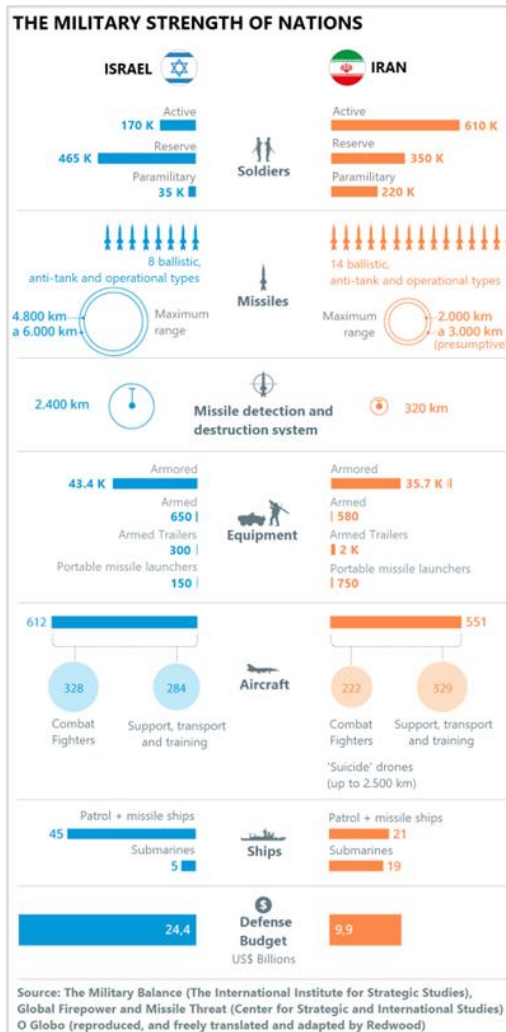 THE MILITARY STRENGTH OF NATIONS
ISRAEL
IRAN
Active
170 K
Reserve
465 K
Paramilitary
35 K
Soldiers
Active
610 K
Reserve
350 K
Paramilitary
220 K
8 ballistic,
anti-tank and operational types
4.800 km
a 6.000 km
Maximum
range
Missiles
14 ballistic,
anti-tank and operational types
Maximum
range
2.000 km
a 3.000 km
(presumptive)
2.400 km
Missile detection and
destruction system
320 km
Armored
43.4 K
Armed
650
Armed Trailers
300
Portable missile launchers
150
Equipment
Armored
35.7 K
Armed
580
Armed Trailers
2 K
Portable missile launchers
750
612
328
284
Combat
Fighters
Support, transport
and training
Aircraft
551
222
329
Combat
Fighters
Support, transport
and training
'Suicide' drones
(up to 2.500 km)
Patrol + missile ships
45
Submarines
5
Ships
Patrol + missile ships
21
Submarines
19
24,4
$
Defense
Budget
US$ Billions
9,9
Source: The Military Balance (The International Institute for Strategic Studies),
Global Firepower and Missile Threat (Center for Strategic and International Studies)
O Globo (reproduced, and freely translated and adapted by Redwood)